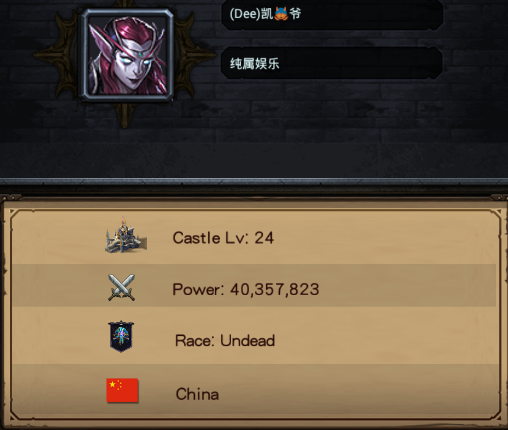 (Dee)凯👹爷
纯属娱乐
Castle Lv: 24
Power: 40,357,823
Race: Undead
China